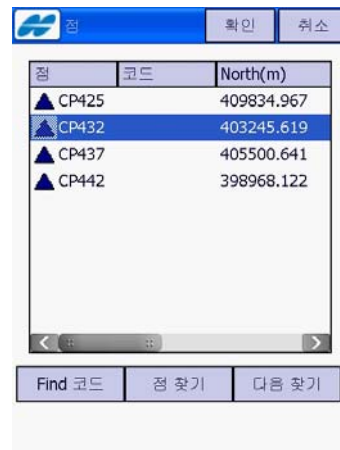 점 확인 취소
점 코드 North(m)
CP425 409834.967
CP432 403245.619
CP437 405500.641
CP442 398968.122
Find 코드 점 찾기 다음 찾기